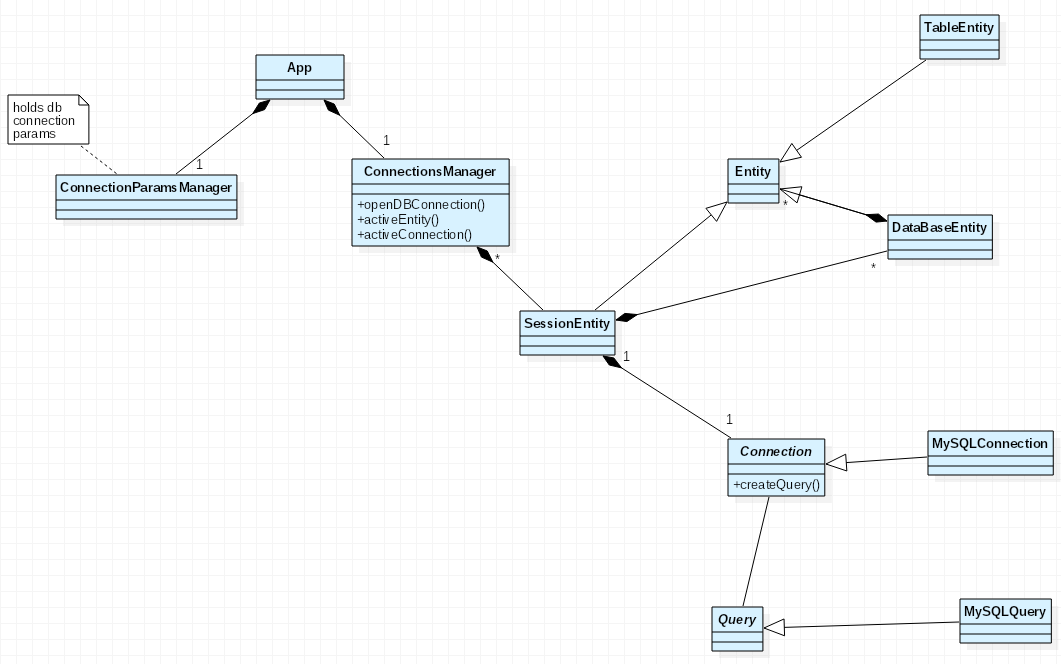 TableEntity
App
holds db
connection
params
1
1
ConnectionParamsManager
ConnectionsManager
+openDBConnection()
+activeEntity()
+activeConnection()
*
Entity
*
DataBaseEntity
*
SessionEntity
1
1
Connection
+createQuery()
MySQLConnection
Query
MySQLQuery